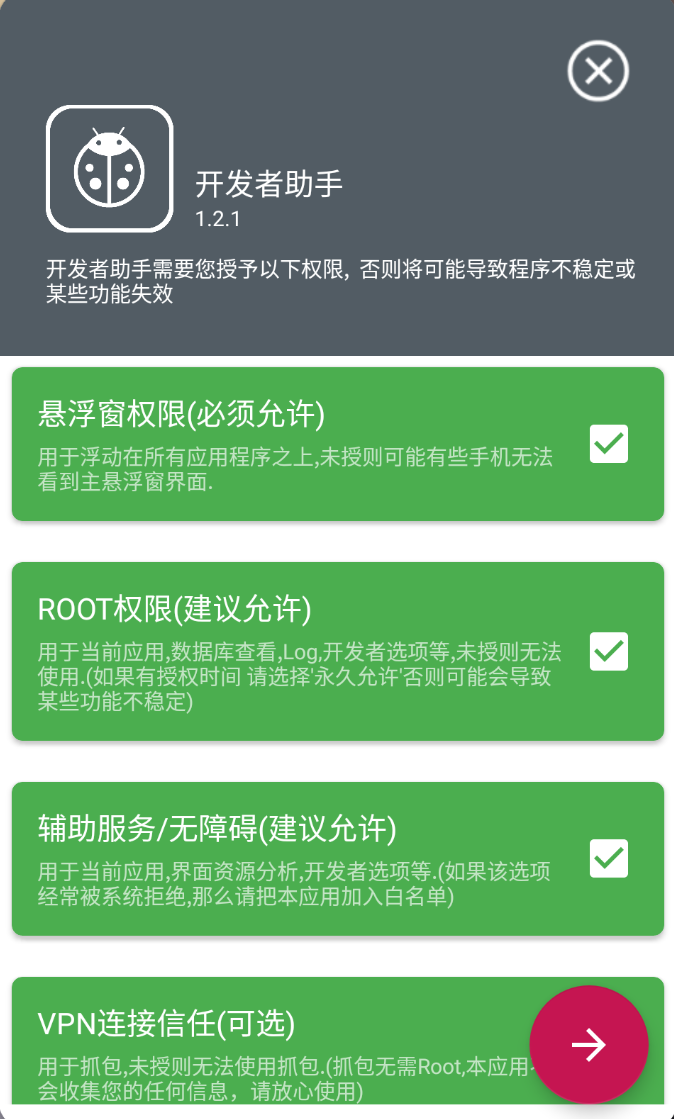 开发者助手
1.2.1
开发者助手需要您授予以下权限, 否则将可能导致程序不稳定或
某些功能失效
悬浮窗权限(必须允许)
用于浮动在所有应用程序之上,未授则可能有些手机无法
看到主悬浮窗界面.
ROOT权限(建议允许)
用于当前应用,数据库查看,Log,开发者选项等,未授则无法
使用.(如果有授权时间 请选择'永久允许'否则可能会导致
某些功能不稳定)
辅助服务/无障碍(建议允许)
用于当前应用,界面资源分析,开发者选项等.(如果该选项
经常被系统拒绝,那么请把本应用加入白名单)
VPN连接信任(可选)
用于抓包,未授则无法使用抓包.(抓包无需Root,本应用
会收集您的任何信息，请放心使用)